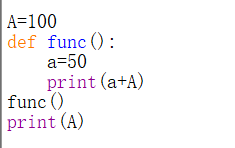 A=100
def func():
    a=50
    print(a+A)
func()
print(A)